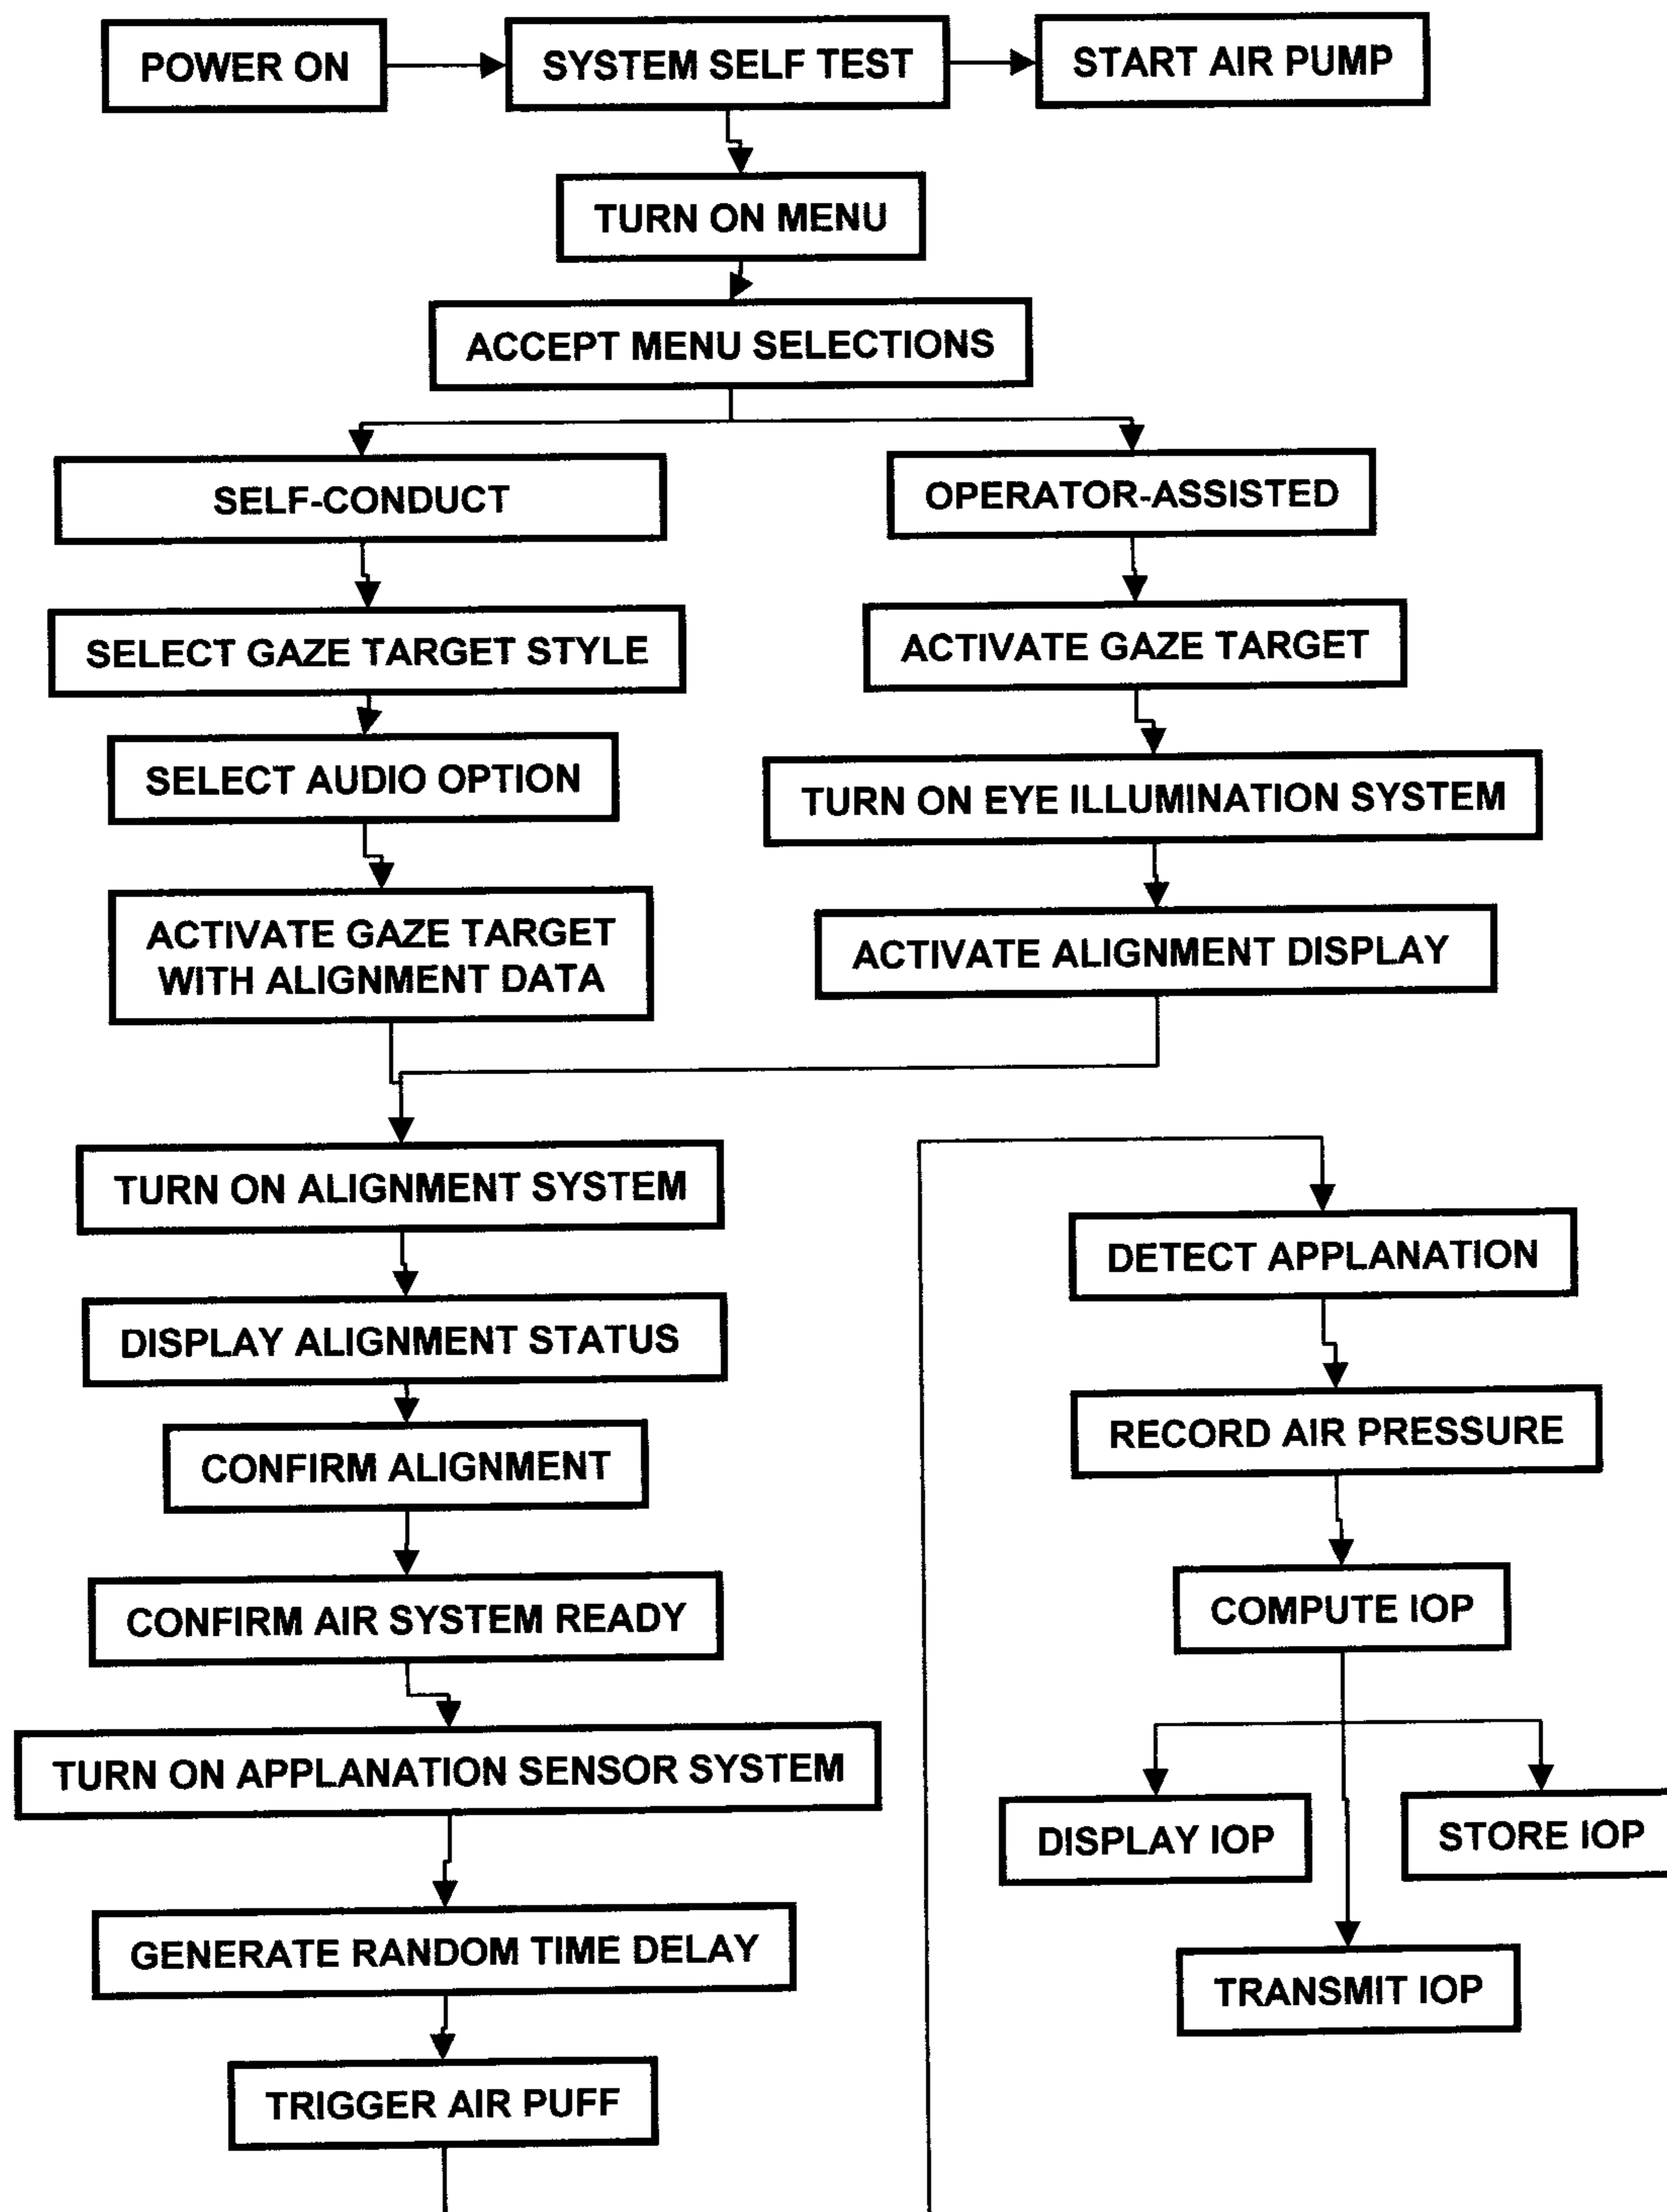 POWER ON
SYSTEM SELF TEST
START AIR PUMP
TURN ON MENU
ACCEPT MENU SELECTIONS
SELF-CONDUCT
OPERATOR-ASSISTED
SELECT GAZE TARGET STYLE
ACTIVATE GAZE TARGET
SELECT AUDIO OPTION
TURN ON EYE ILLUMINATION SYSTEM
ACTIVATE GAZE TARGET
WITH ALIGNMENT DATA
ACTIVATE ALIGNMENT DISPLAY
TURN ON ALIGNMENT SYSTEM
DISPLAY ALIGNMENT STATUS
CONFIRM ALIGNMENT
CONFIRM AIR SYSTEM READY
TURN ON APPLANATION SENSOR SYSTEM
GENERATE RANDOM TIME DELAY
TRIGGER AIR PUFF
DETECT APPLANATION
RECORD AIR PRESSURE
COMPUTE IOP
DISPLAY IOP
STORE IOP
TRANSMIT IOP